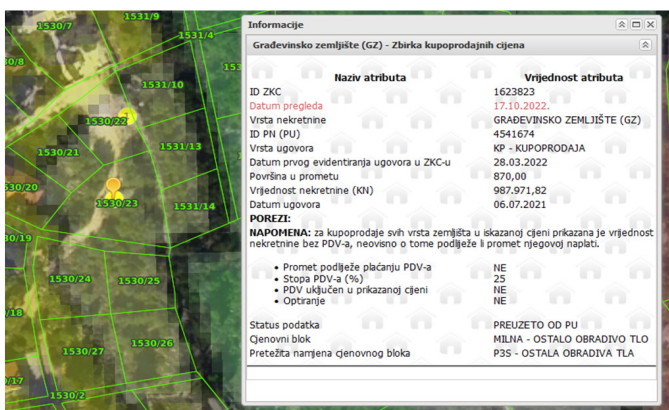 1530/7
1531/9
1531/4
1531/10
1530/22
1530/21
1531/13
1530/20
1530/23
1531/14
1530/19
1530/24
1530/25
1530/27
1530/26
1530/2
Informacije
Građevinsko zemljište (GZ) - Zbirka kupoprodajnih cijena
Naziv atributa Vrijednost atributa
ID ZKC 1623823
Datum pregleda 17.10.2022.
Vrsta nekretnine GRAĐEVINSKO ZEMLJIŠTE (GZ)
ID PN (PU) 4541674
Vrsta ugovora KP - KUPOPRODAJA
Datum prvog evidentiranja ugovora u ZKC-u 28.03.2022
Površina u prometu 870,00
Vrijednost nekretnine (KN) 987.971,82
Datum ugovora 06.07.2021
POREZI:
NAPOMENA: za kupoprodaje svih vrsta zemljišta u iskazanoj cijeni prikazana je vrijednost
nekretnine bez PDV-a, neovisno o tome podliježe li promet njegovoj naplati.
• Promet podliježe plaćanju PDV-a NE
• Stopa PDV-a (%) 25
• PDV uključen u prikazanoj cijeni NE
• Optiranje NE
Status podatka PREUZETO OD PU
Cjenovni blok MILNA - OSTALO OBRADIVO TLO
Pretežita namjena cjenovnog bloka P3S - OSTALA OBRADIVA TLA